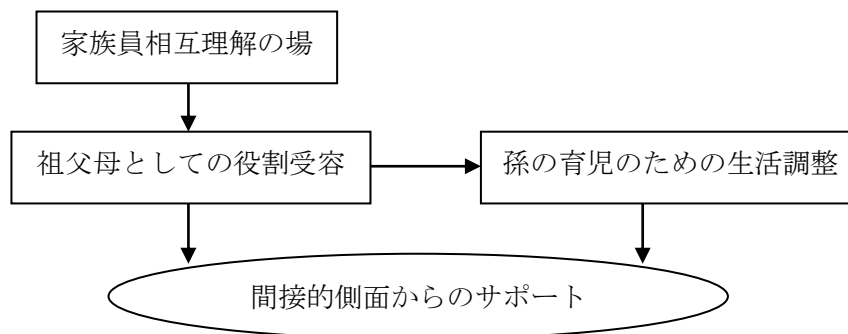 家族員相互理解の場
祖父母としての役割受容
孫の育児のための生活調整
間接的側面からのサポート